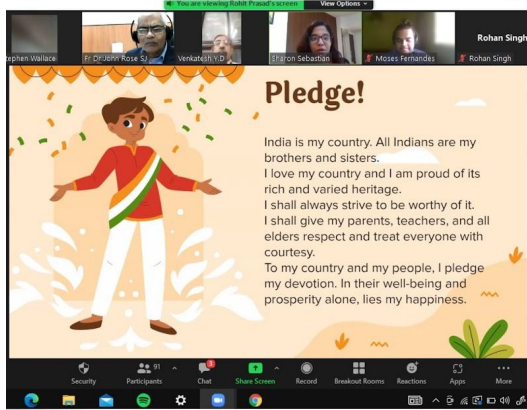 You are viewing Rohit Prasad's screen
View Options
Rohan Singh
tephen Wallace
Fr Dr John Rose SJ
Venkatesh Y.D
Sharon Sebastian
Moses Fernandes
Rohan Singh
Pledge!
India is my country. All Indians are my
brothers and sisters.
I love my country and I am proud of its
rich and varied heritage.
I shall always strive to be worthy of it.
I shall give my parents, teachers, and all
elders respect and treat everyone with
courtesy.
To my country and my people, I pledge
my devotion. In their well-being and
prosperity alone, lies my happiness.
91
3
Security
Participants
Chat
Share Screen
Record
Breakout Rooms
Reactions
Apps
More